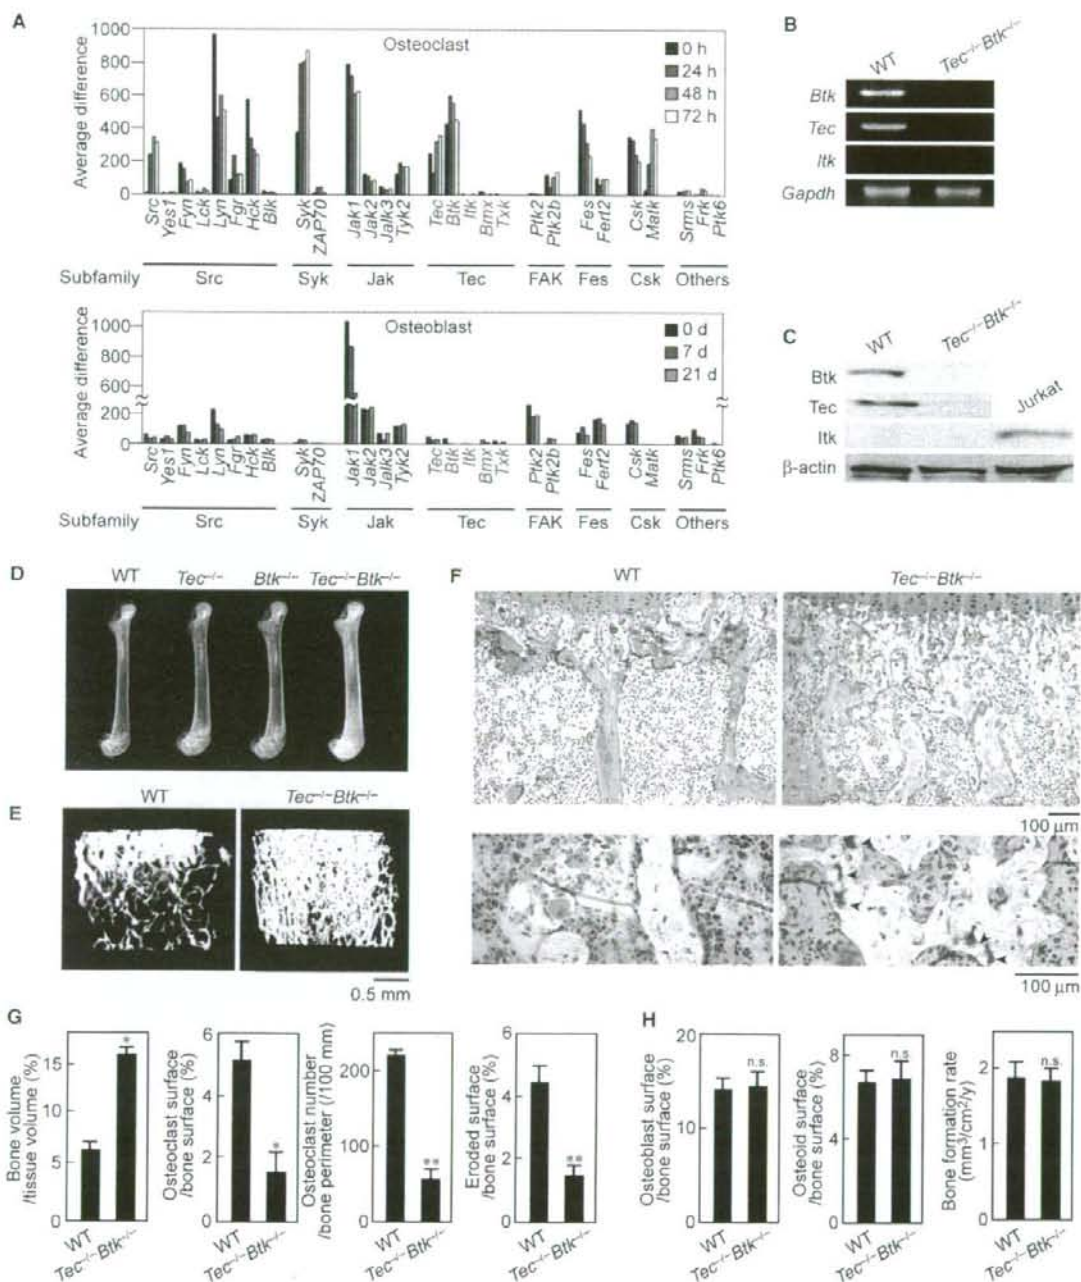 A
Average difference
1000
800
600
400
200
0
Osteoclast
0 h
24 h
48 h
72 h
Src Yes1 Fyn Lck Lyn Fgr Hck Blk Syk ZAP70 Jak1 Jak2 Jalk3 Tyk2 Tec Btk Itk Bmx Txk Ptk2 Ptk2b Fes Fert2 Csk Matk Srms Frk Ptk6
Subfamily Src Syk Jak Tec FAK Fes Csk Others
Average difference
1000
800
600
200
0
Osteoblast
0 d
7 d
21 d
Src Yes1 Fyn Lck Lyn Fgr Hck Blk Syk ZAP70 Jak1 Jak2 Jalk3 Tyk2 Tec Btk Itk Bmx Txk Ptk2 Ptk2b Fes Fert2 Csk Matk Srms Frk Ptk6
Subfamily Src Syk Jak Tec FAK Fes Csk Others
B
WT Tec–/–Btk–/–
Btk
Tec
Itk
Gapdh
C
WT Tec–/–Btk–/–
Jurkat
Btk
Tec
Itk
β-actin
D
WT Tec–/– Btk–/– Tec–/–Btk–/–
E
WT Tec–/–Btk–/–
0.5 mm
F
WT Tec–/–Btk–/–
100 μm
100 μm
G
Bone volume
/tissue volume (%)
15
10
5
0
*
WT
Tec–/–Btk–/–
Osteoclast surface
/bone surface (%)
6
4
2
0
*
WT
Tec–/–Btk–/–
Osteoclast number
/bone perimeter (/100 mm)
200
100
0
**
WT
Tec–/–Btk–/–
Eroded surface
/bone surface (%)
6
4
2
0
**
WT
Tec–/–Btk–/–
H
Osteoblast surface
/bone surface (%)
20
15
10
5
0
n.s.
WT
Tec–/–Btk–/–
Osteoid surface
/bone surface (%)
8
6
4
0
n.s
WT
Tec–/–Btk–/–
Bone formation rate
(mm³/cm²/y)
2
1
0
n.s.
WT
Tec–/–Btk–/–